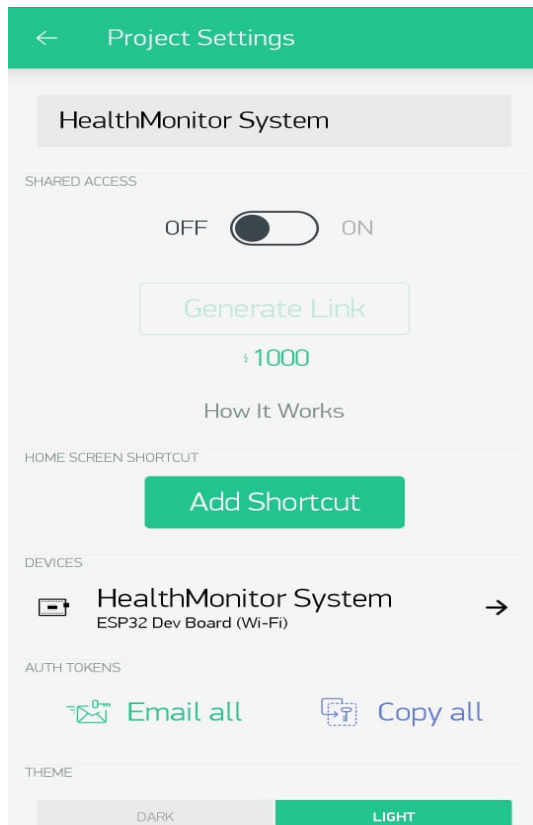 Project Settings
HealthMonitor System
SHARED ACCESS
OFF ON
Generate Link
1000
How It Works
HOME SCREEN SHORTCUT
Add Shortcut
DEVICES
HealthMonitor System
ESP32 Dev Board (Wi-Fi)
AUTH TOKENS
Email all Copy all
THEME
DARK LIGHT